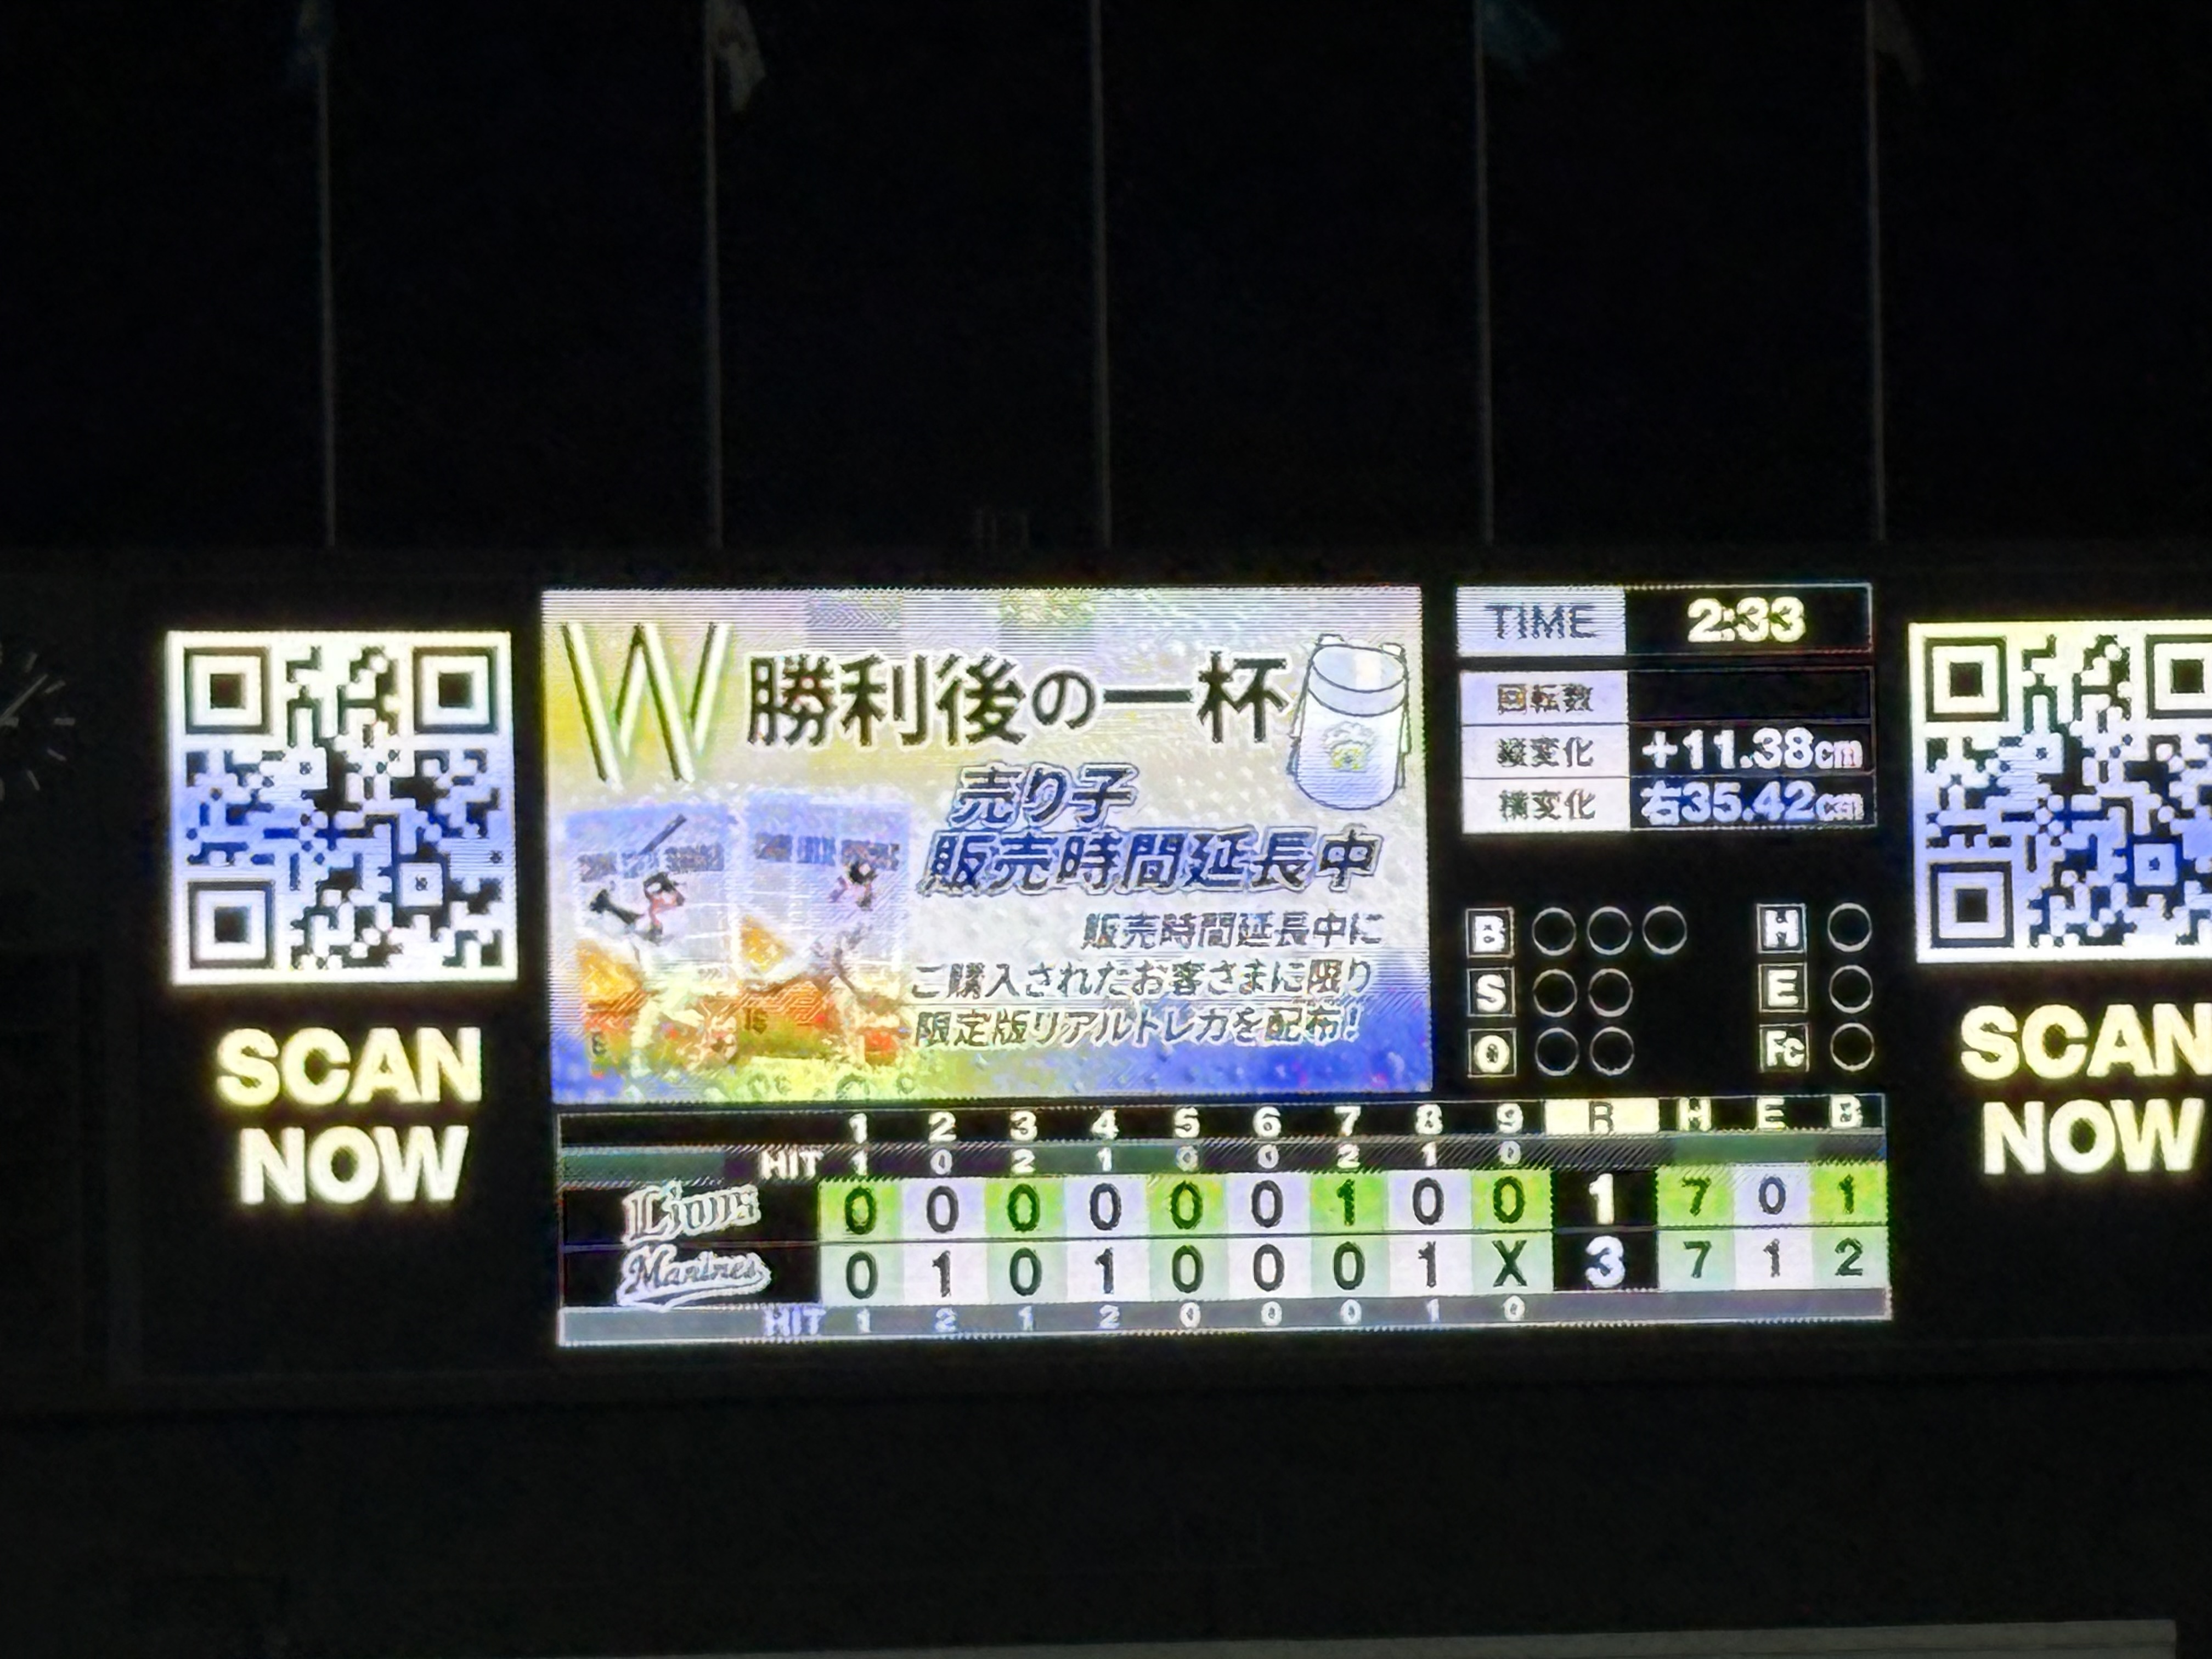 W 勝利後の一杯
売り子
販売時間延長中
販売時間延長中に
ご購入されたお客さまに限り
限定版リアルトレカを配布!
TIME 2:33
回転数
縦変化 +11.38cm
横変化 右35.42cm
B H
S E
O Fc
SCAN
NOW
SCAN
NOW
1 2 3 4 5 6 7 8 9 R H E B
HIT 1 0 2 1 0 0 2 1 0
Lions 0 0 0 0 0 0 1 0 0 1 7 0 1
Marines 0 1 0 1 0 0 0 1 X 3 7 1 2
HIT 1 2 1 2 0 0 0 1 0